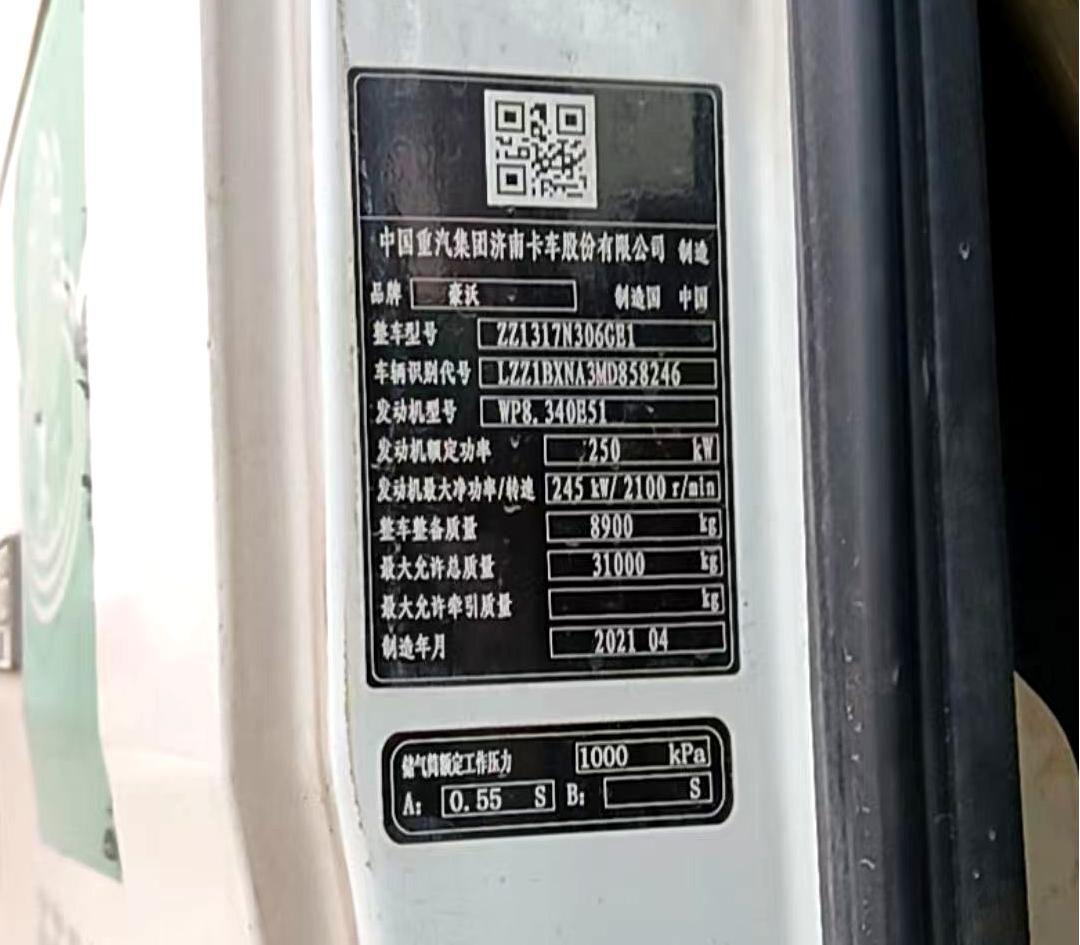 中国重汽集团济南卡车股份有限公司 制造
品牌 豪沃 制造国 中国
整车型号 ZZ1317N306GE1
车辆识别代号 LZZ1BXNA3MD858246
发动机型号 WP8.340E51
发动机额定功率 250 kW
发动机最大净功率/转速 245 kW/ 2100 r/min
整车整备质量 8900 kg
最大允许总质量 31000 kg
最大允许牵引质量 kg
制造年月 2021 04
储气筒额定工作压力 1000 kPa
A: 0.55 S B: S